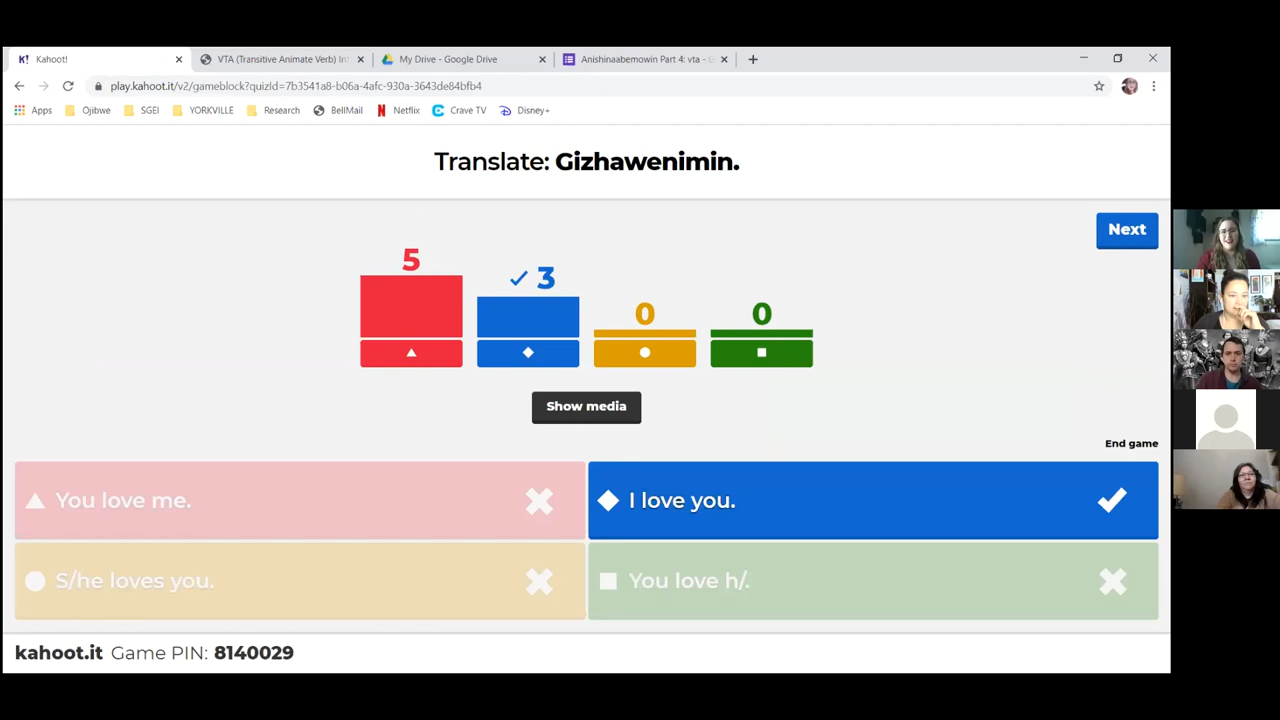 Kahoot!
VTA (Transitive Animate Verb) In
My Drive - Google Drive
Anishinaabemowin Part 4: vta - G
play.kahoot.it/v2/gameblock?quizId=7b3541a8-b06a-4afc-930a-3643de84bfb4
Apps Ojibwe SGEI YORKVILLE Research BellMail Netflix Crave TV Disney+
Translate: Gizhawenimin.
Next
5
3
0
0
Show media
End game
You love me.
I love you.
S/he loves you.
You love h/.
kahoot.it Game PIN: 8140029